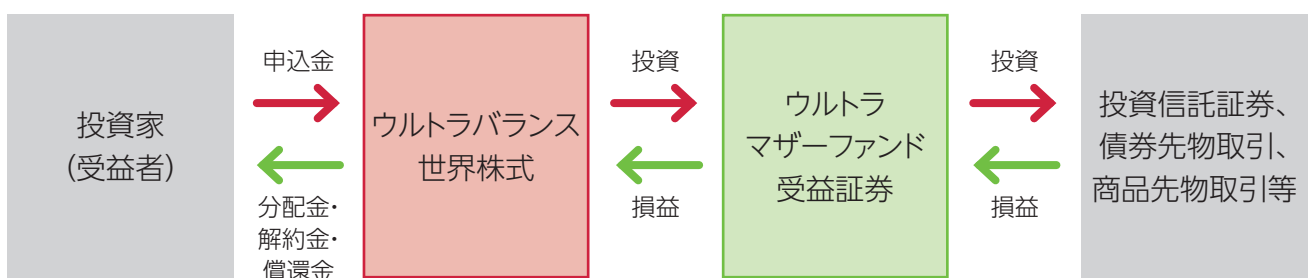 投資家
(受益者)
申込金
分配金・
解約金・
償還金
ウルトラバランス
世界株式
投資
損益
ウルトラ
マザーファンド
受益証券
投資
損益
投資信託証券、
債券先物取引、
商品先物取引等